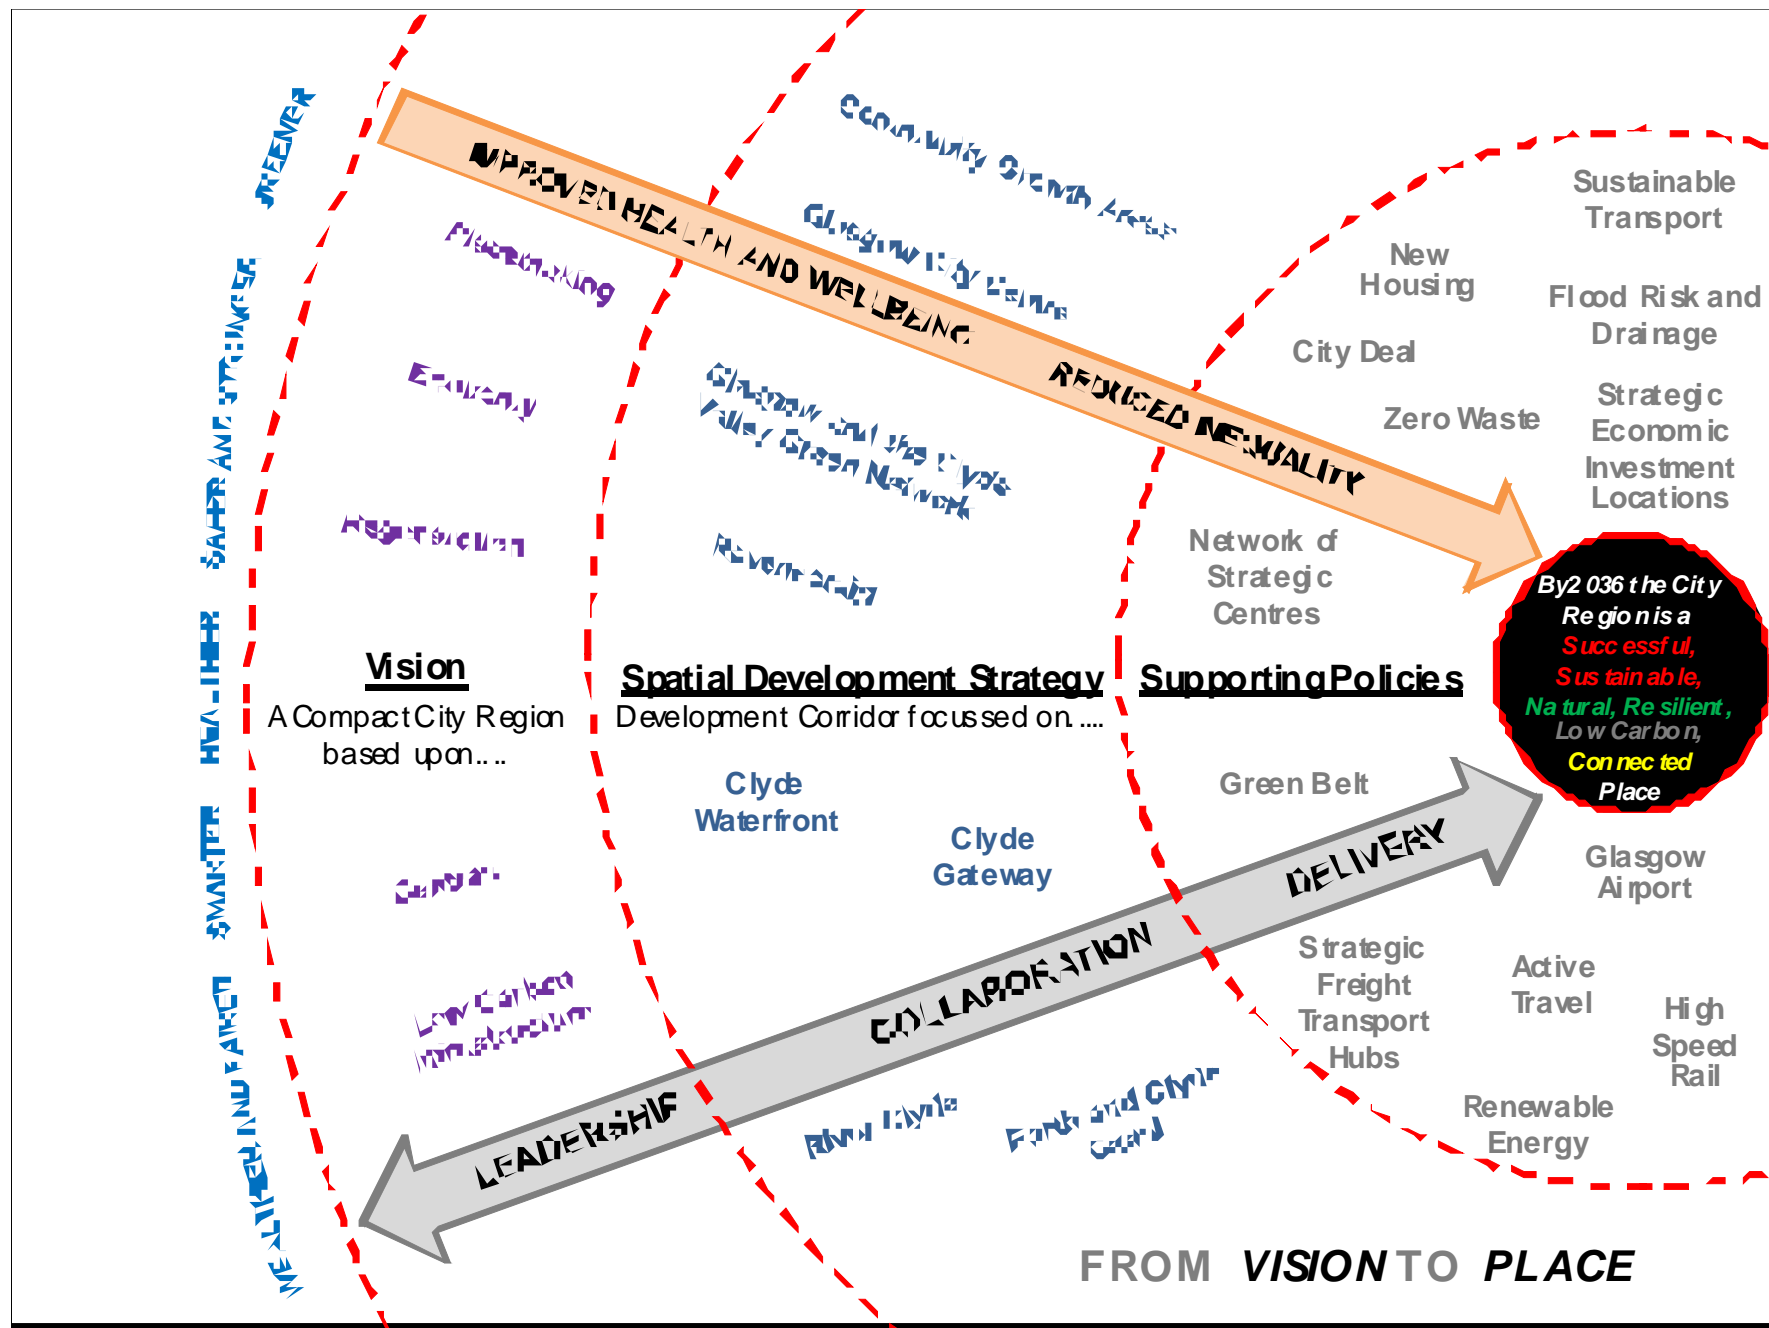 GREENER
SAFER AND STRONGER
HEALTHIER
SMARTER
WEALTHIER AND FAIRER
IMPROVED HEALTH AND WELLBEING
REDUCED INEQUALITY
Placemaking
Economy
Regeneration
Vision
A Compact City Region
based upon....
Low Carbon
Infrastructure
Community Growth Areas
Glasgow City Centre
Glasgow and the Clyde
Valley Green Network
Ravenscraig
Spatial Development Strategy
Development Corridor focussed on.....
Clyde
Waterfront
Clyde
Gateway
River Clyde
Forth and Clyde
Canal
Sustainable
Transport
New
Housing
Flood Risk and
Drainage
City Deal
Zero Waste
Strategic
Economic
Investment
Locations
Network of
Strategic
Centres
Supporting Policies
Green Belt
Glasgow
Airport
Strategic
Freight
Transport
Hubs
Active
Travel
High
Speed
Rail
Renewable
Energy
By 2036 the City
Region is a
Successful,
Sustainable,
Natural, Resilient,
Low Carbon,
Connected
Place
LEADERSHIP
COLLABORATION
DELIVERY
FROM VISION TO PLACE